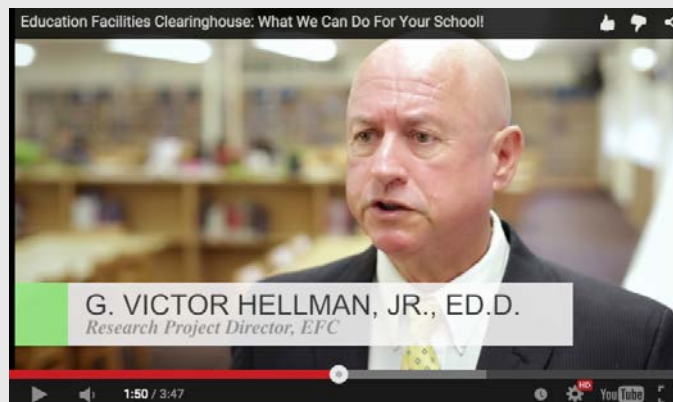 Education Facilities Clearinghouse: What We Can Do For Your School!
G. VICTOR HELLMAN, JR., ED.D.
Research Project Director, EFC
1:50 / 3:47
HD
YouTube